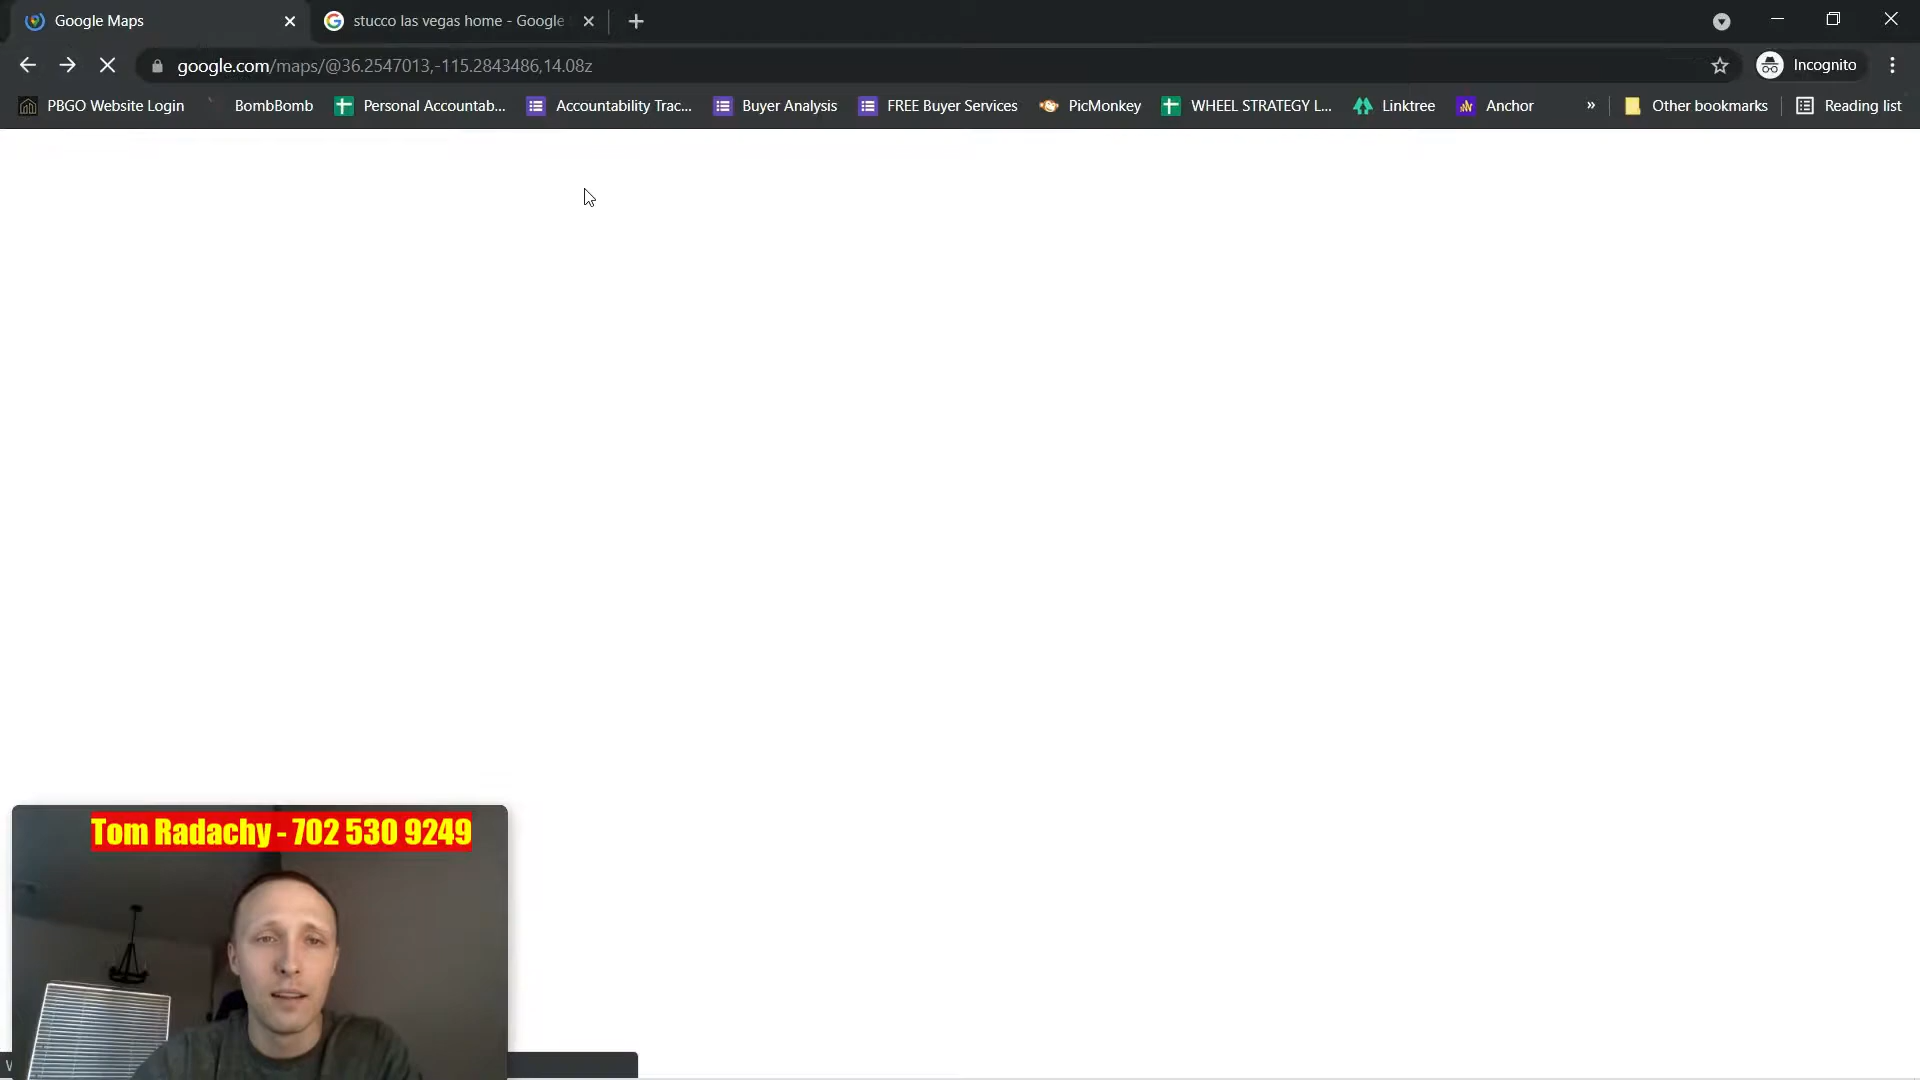 Google Maps
stucco las vegas home - Google
google.com/maps/@36.2547013,-115.2843486,14.08z
Incognito
PBGO Website Login
BombBomb
Personal Accountab...
Accountability Trac...
Buyer Analysis
FREE Buyer Services
PicMonkey
WHEEL STRATEGY L...
Linktree
Anchor
»
Other bookmarks
Reading list
Tom Radachy - 702 530 9249